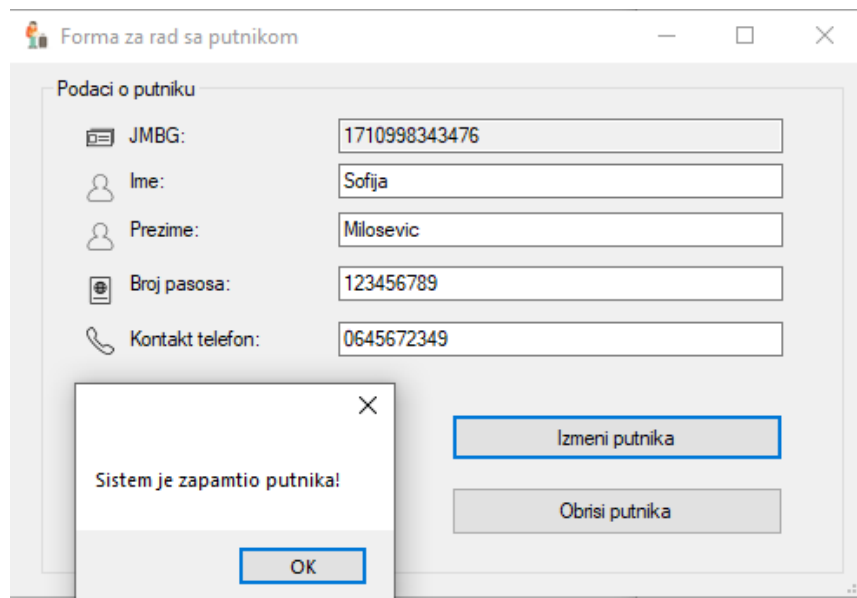 Forma za rad sa putnikom
Podaci o putniku
JMBG: 1710998343476
Ime: Sofija
Prezime: Milosevic
Broj pasosa: 123456789
Kontakt telefon: 0645672349
Izmeni putnika
Sistem je zapamtio putnika!
Obrisi putnika
OK